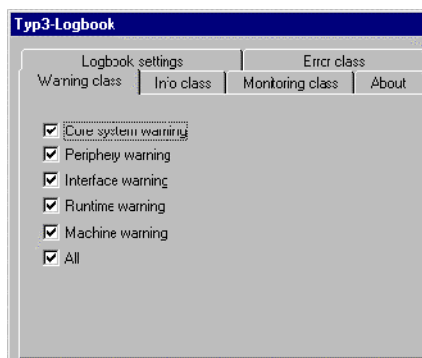 Typ3-Logbook
Logbook settings
Error class
Warning class
Info class
Monitoring class
About
Core system warning
Periphery warning
Interface warning
Runtime warning
Machine warning
All